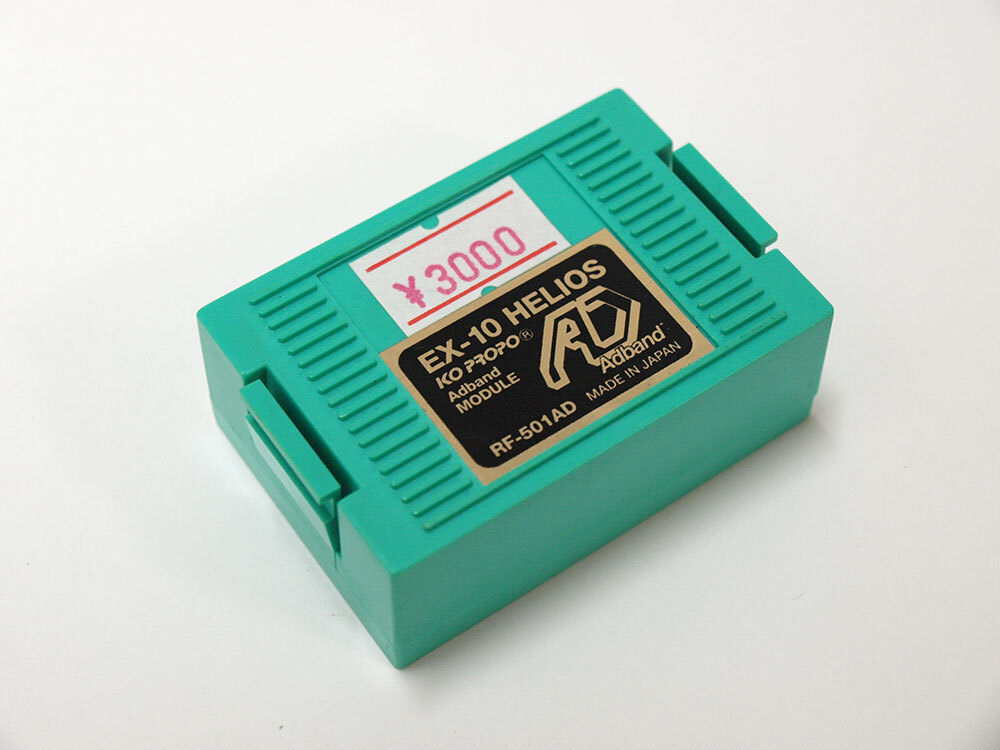 ¥3000
EX-10 HELIOS
KO PROPO®
Adband
MODULE
AD
Adband
RF-501AD
MADE IN JAPAN